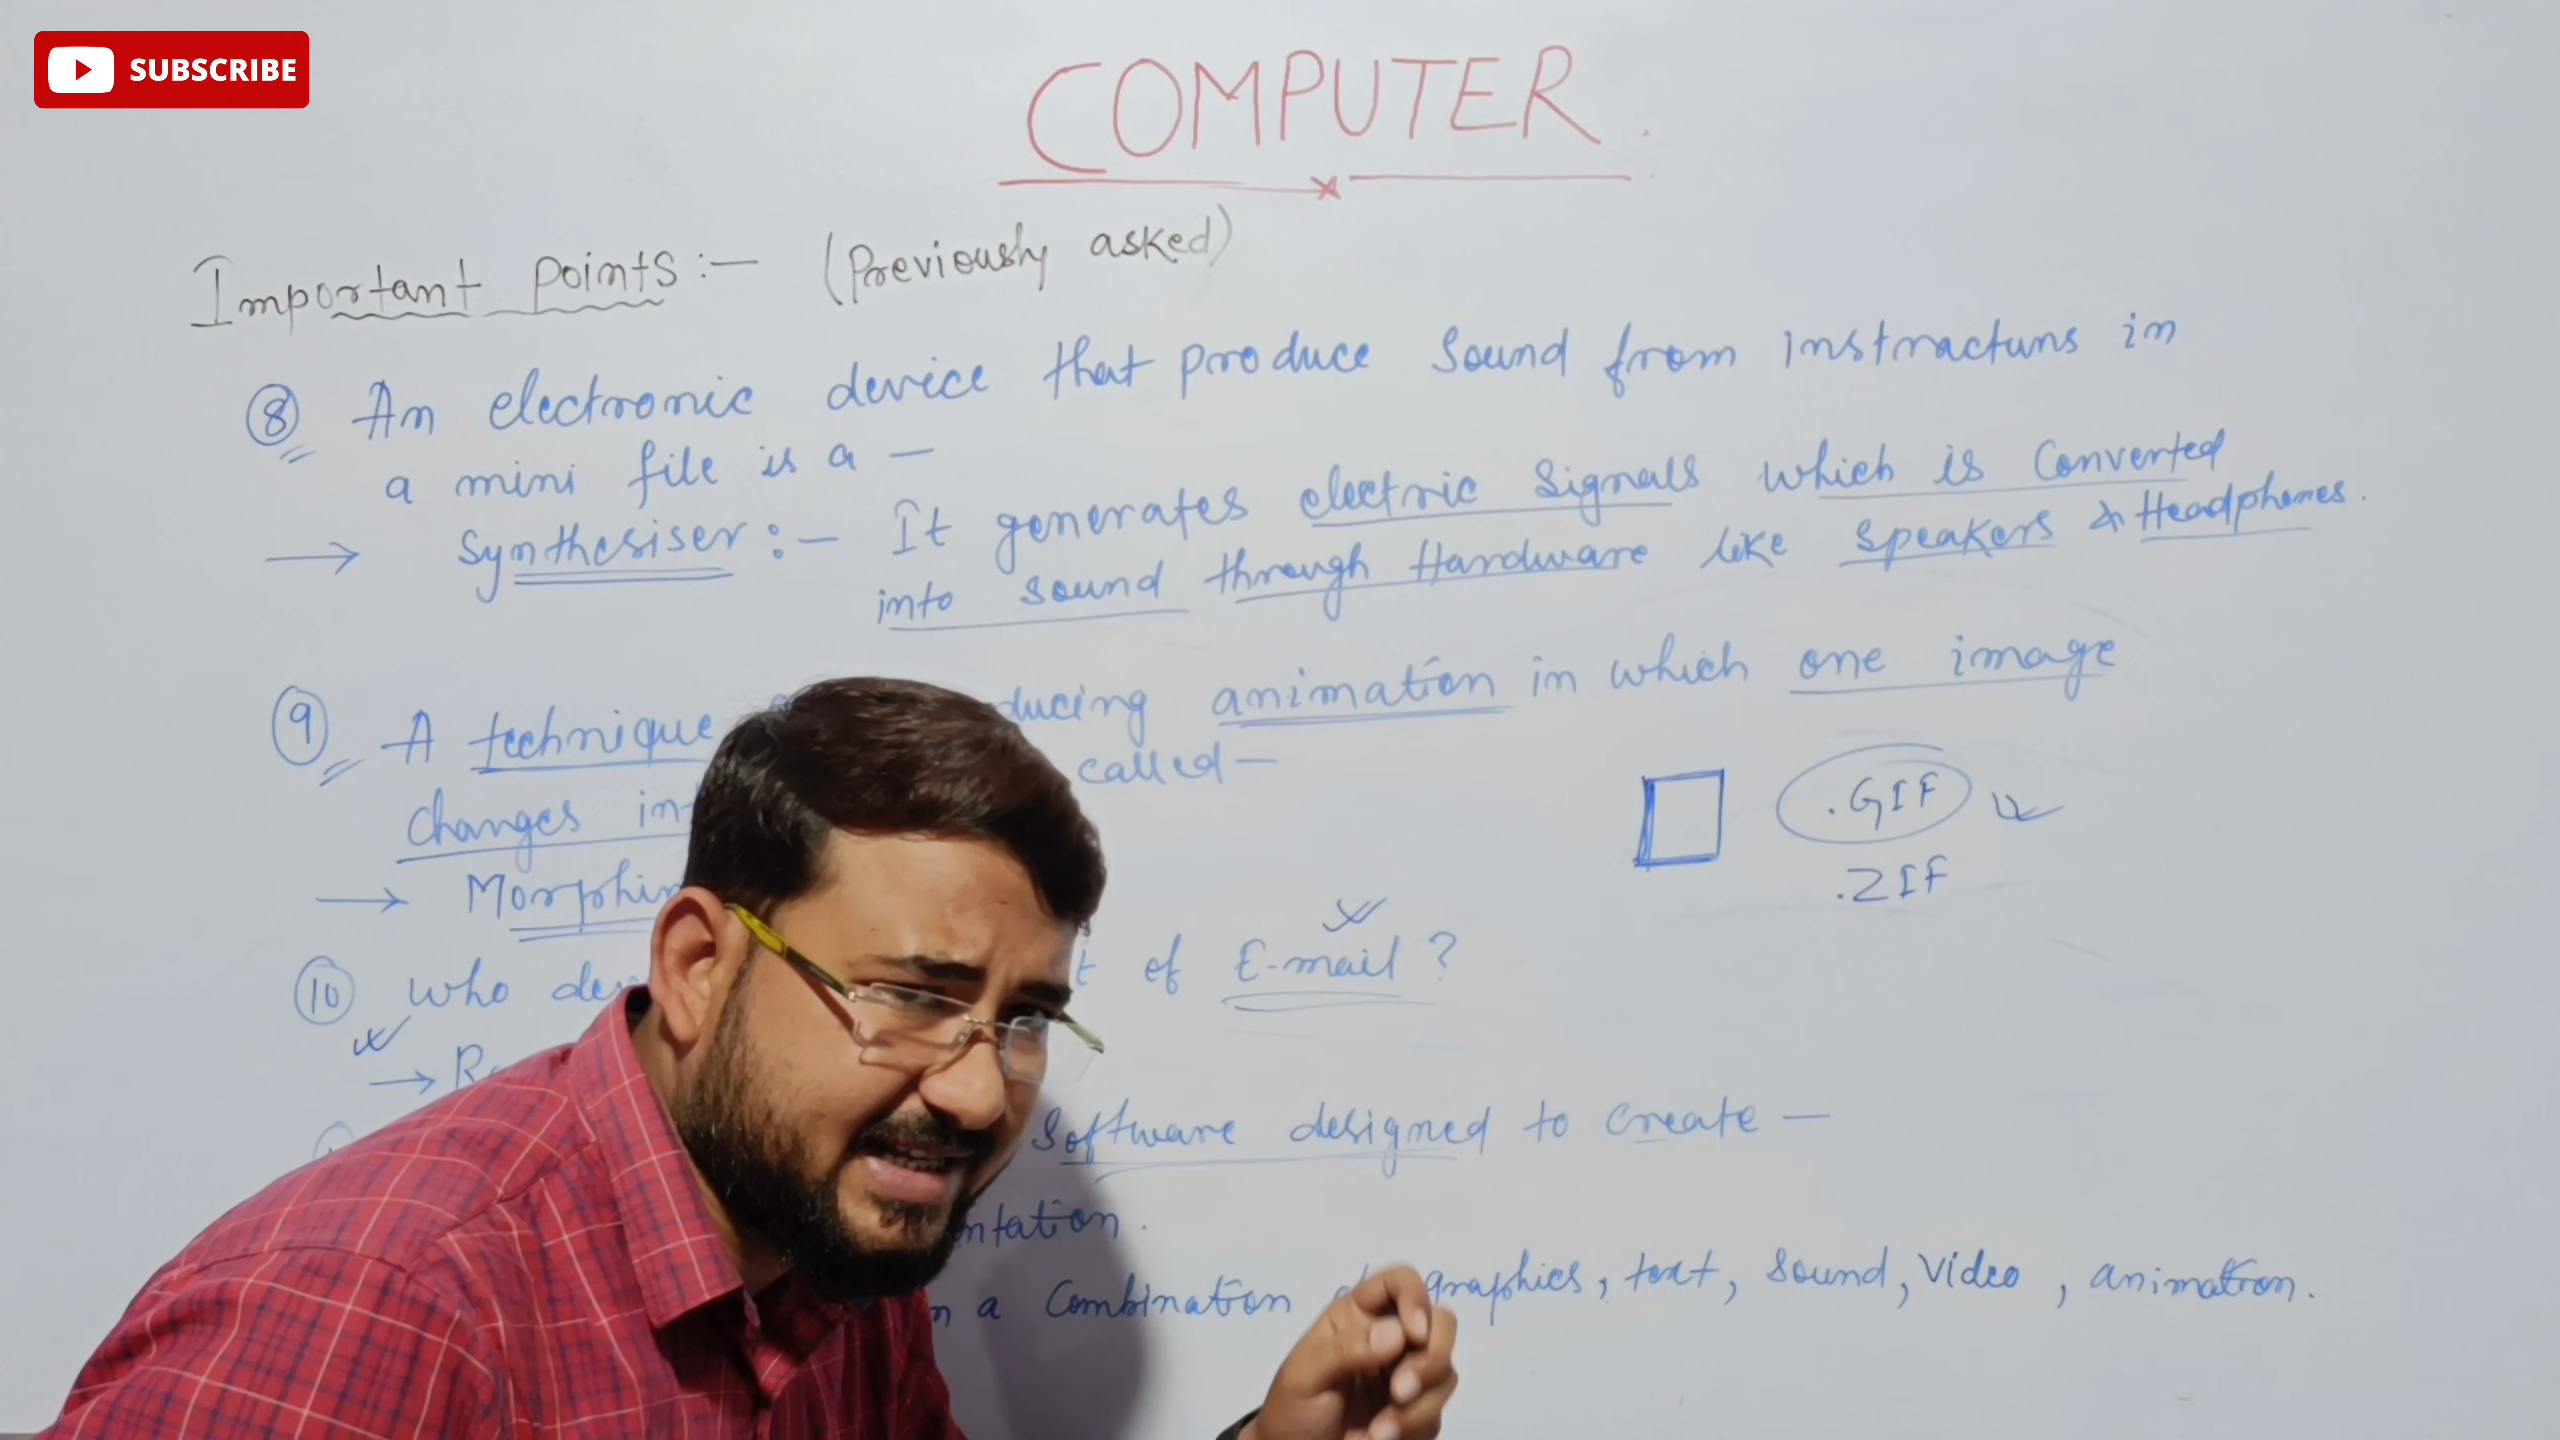 SUBSCRIBE
COMPUTER
Important points :- (Previously asked)
8 An electronic device that produce sound from instractuns in
a mini file is a —
→ Synthesiser :- It generates electric signals which is converted
into sound through Hardware like speakers & Headphones.
9 A technique ducing animation in which one image
changes in called —
.GIF
.ZIF
→ Morphin
10 who de t of E-mail ?
→ R
software designed to create —
ntation.
n a combination graphics, text, sound, video, animation.